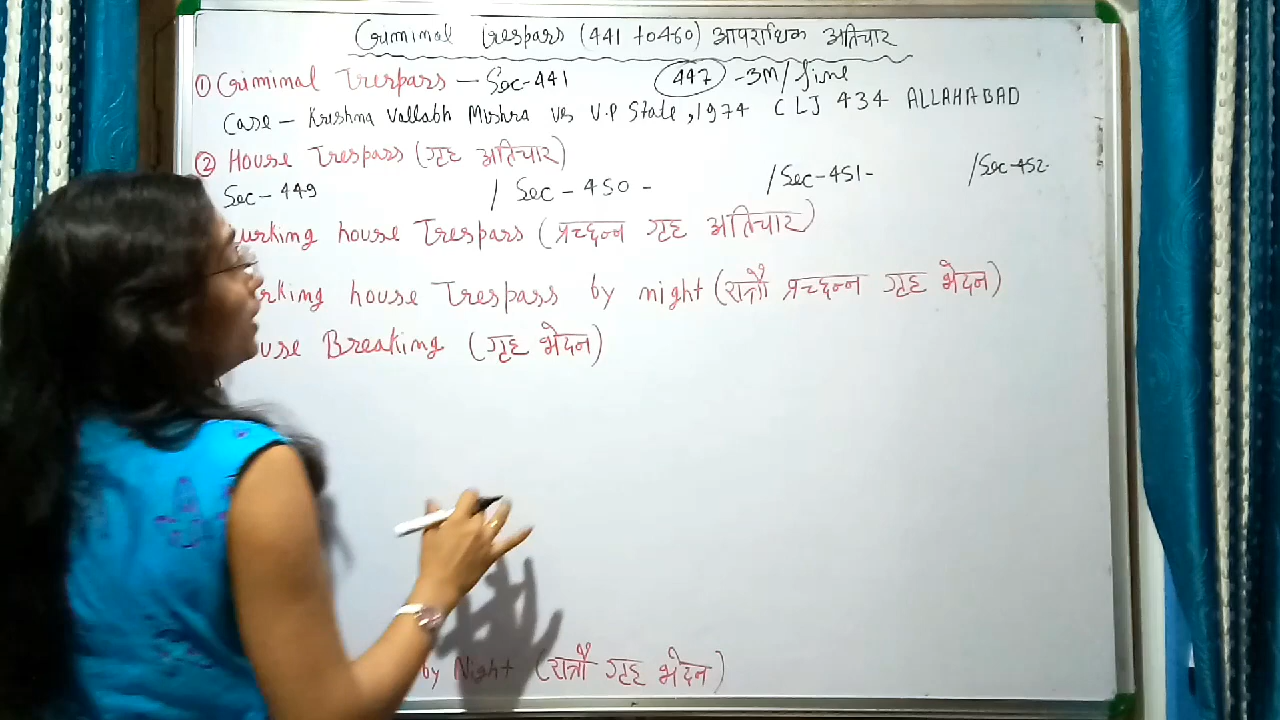 Criminal Trespass (441 to 460) आपराधिक अतिचार
① Criminal Trespass – Sec-441 447 -3M/fine
Case – Krishna Vallabh Mishra vs U.P State, 1974 CLJ 434 ALLAHABAD
② House Trespass (गृह अतिचार)
Sec – 449 / Sec – 450 - / Sec-451- / Sec-452-
urking house Trespass (प्रच्छन्न गृह अतिचार)
rking house Trespass by night (रात्रौ प्रच्छन्न गृह भेदन)
use Breaking (गृह भेदन)
by Night (रात्रौ गृह भेदन)